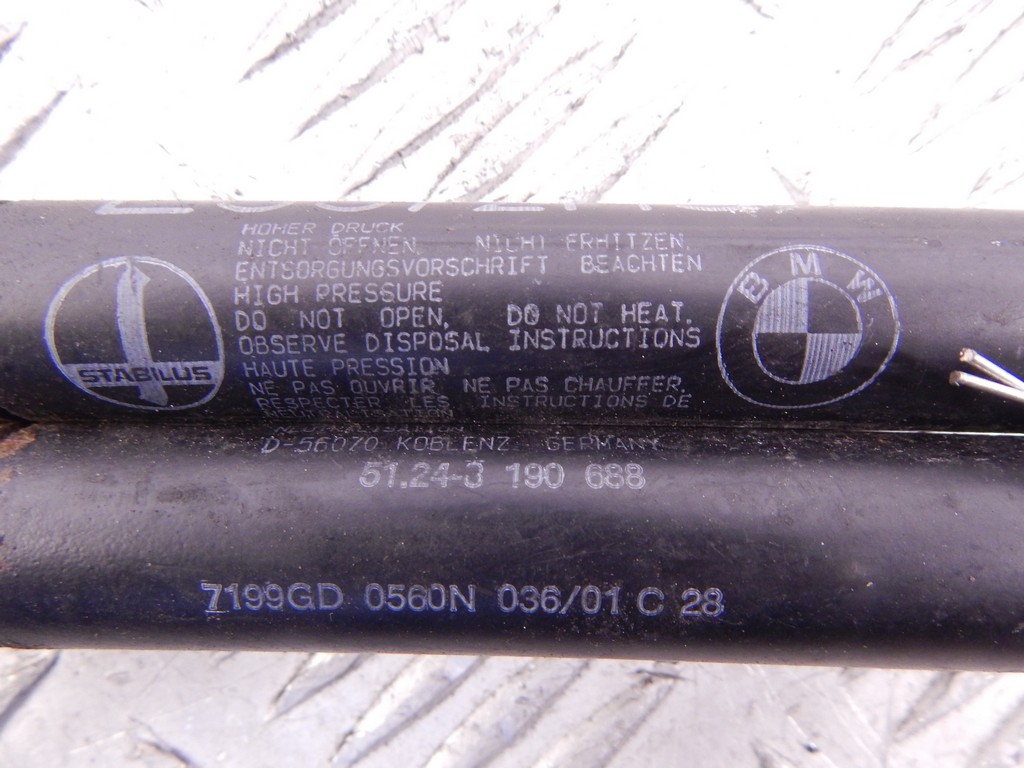 HOHER DRUCK
NICHT ÖFFNEN. NICHT ERHITZEN.
ENTSORGUNGSVORSCHRIFT BEACHTEN
HIGH PRESSURE
DO NOT OPEN, DO NOT HEAT.
OBSERVE DISPOSAL INSTRUCTIONS
HAUTE PRESSION
NE PAS OUVRIR, NE PAS CHAUFFER.
RESPECTER LES INSTRUCTIONS DE
STABILUS
BMW
D-56070 KOBLENZ GERMANY
51.24-3 190 688
7199GD 0560N 036/01 C 28